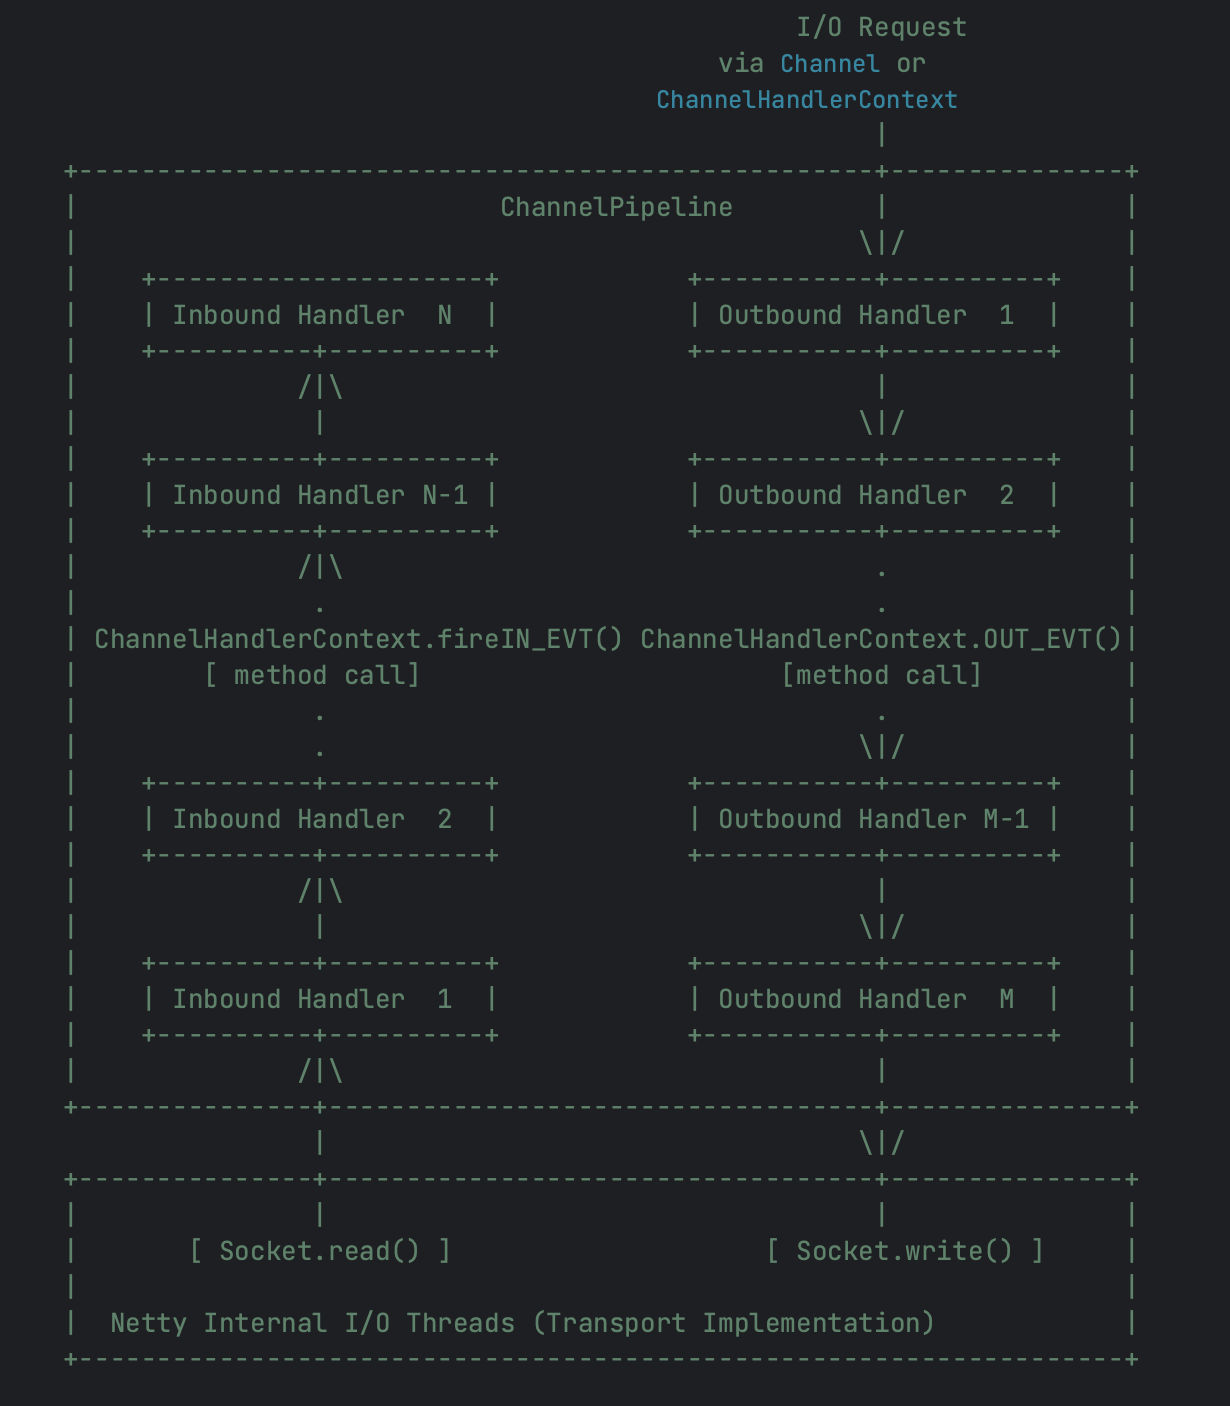 I/O Request
                                            via Channel or
                                        ChannelHandlerContext
                                                      |
  +---------------------------------------------------+---------------+
  |                           ChannelPipeline         |               |
  |                                                  \|/              |
  |    +---------------------+            +-----------+----------+    |
  |    | Inbound Handler  N  |            | Outbound Handler  1  |    |
  |    +----------+----------+            +-----------+----------+    |
  |              /|\                                  |               |
  |               |                                  \|/              |
  |    +----------+----------+            +-----------+----------+    |
  |    | Inbound Handler N-1 |            | Outbound Handler  2  |    |
  |    +----------+----------+            +-----------+----------+    |
  |              /|\                                  .               |
  |               .                                   .               |
  | ChannelHandlerContext.fireIN_EVT() ChannelHandlerContext.OUT_EVT()|
  |        [ method call]                       [method call]         |
  |               .                                   .               |
  |               .                                  \|/              |
  |    +----------+----------+            +-----------+----------+    |
  |    | Inbound Handler  2  |            | Outbound Handler M-1 |    |
  |    +----------+----------+            +-----------+----------+    |
  |              /|\                                  |               |
  |               |                                  \|/              |
  |    +----------+----------+            +-----------+----------+    |
  |    | Inbound Handler  1  |            | Outbound Handler  M  |    |
  |    +----------+----------+            +-----------+----------+    |
  |              /|\                                  |               |
  +---------------+-----------------------------------+---------------+
                  |                                  \|/
  +---------------+-----------------------------------+---------------+
  |               |                                   |               |
  |       [ Socket.read() ]                    [ Socket.write() ]     |
  |                                                                   |
  |  Netty Internal I/O Threads (Transport Implementation)            |
  +-------------------------------------------------------------------+